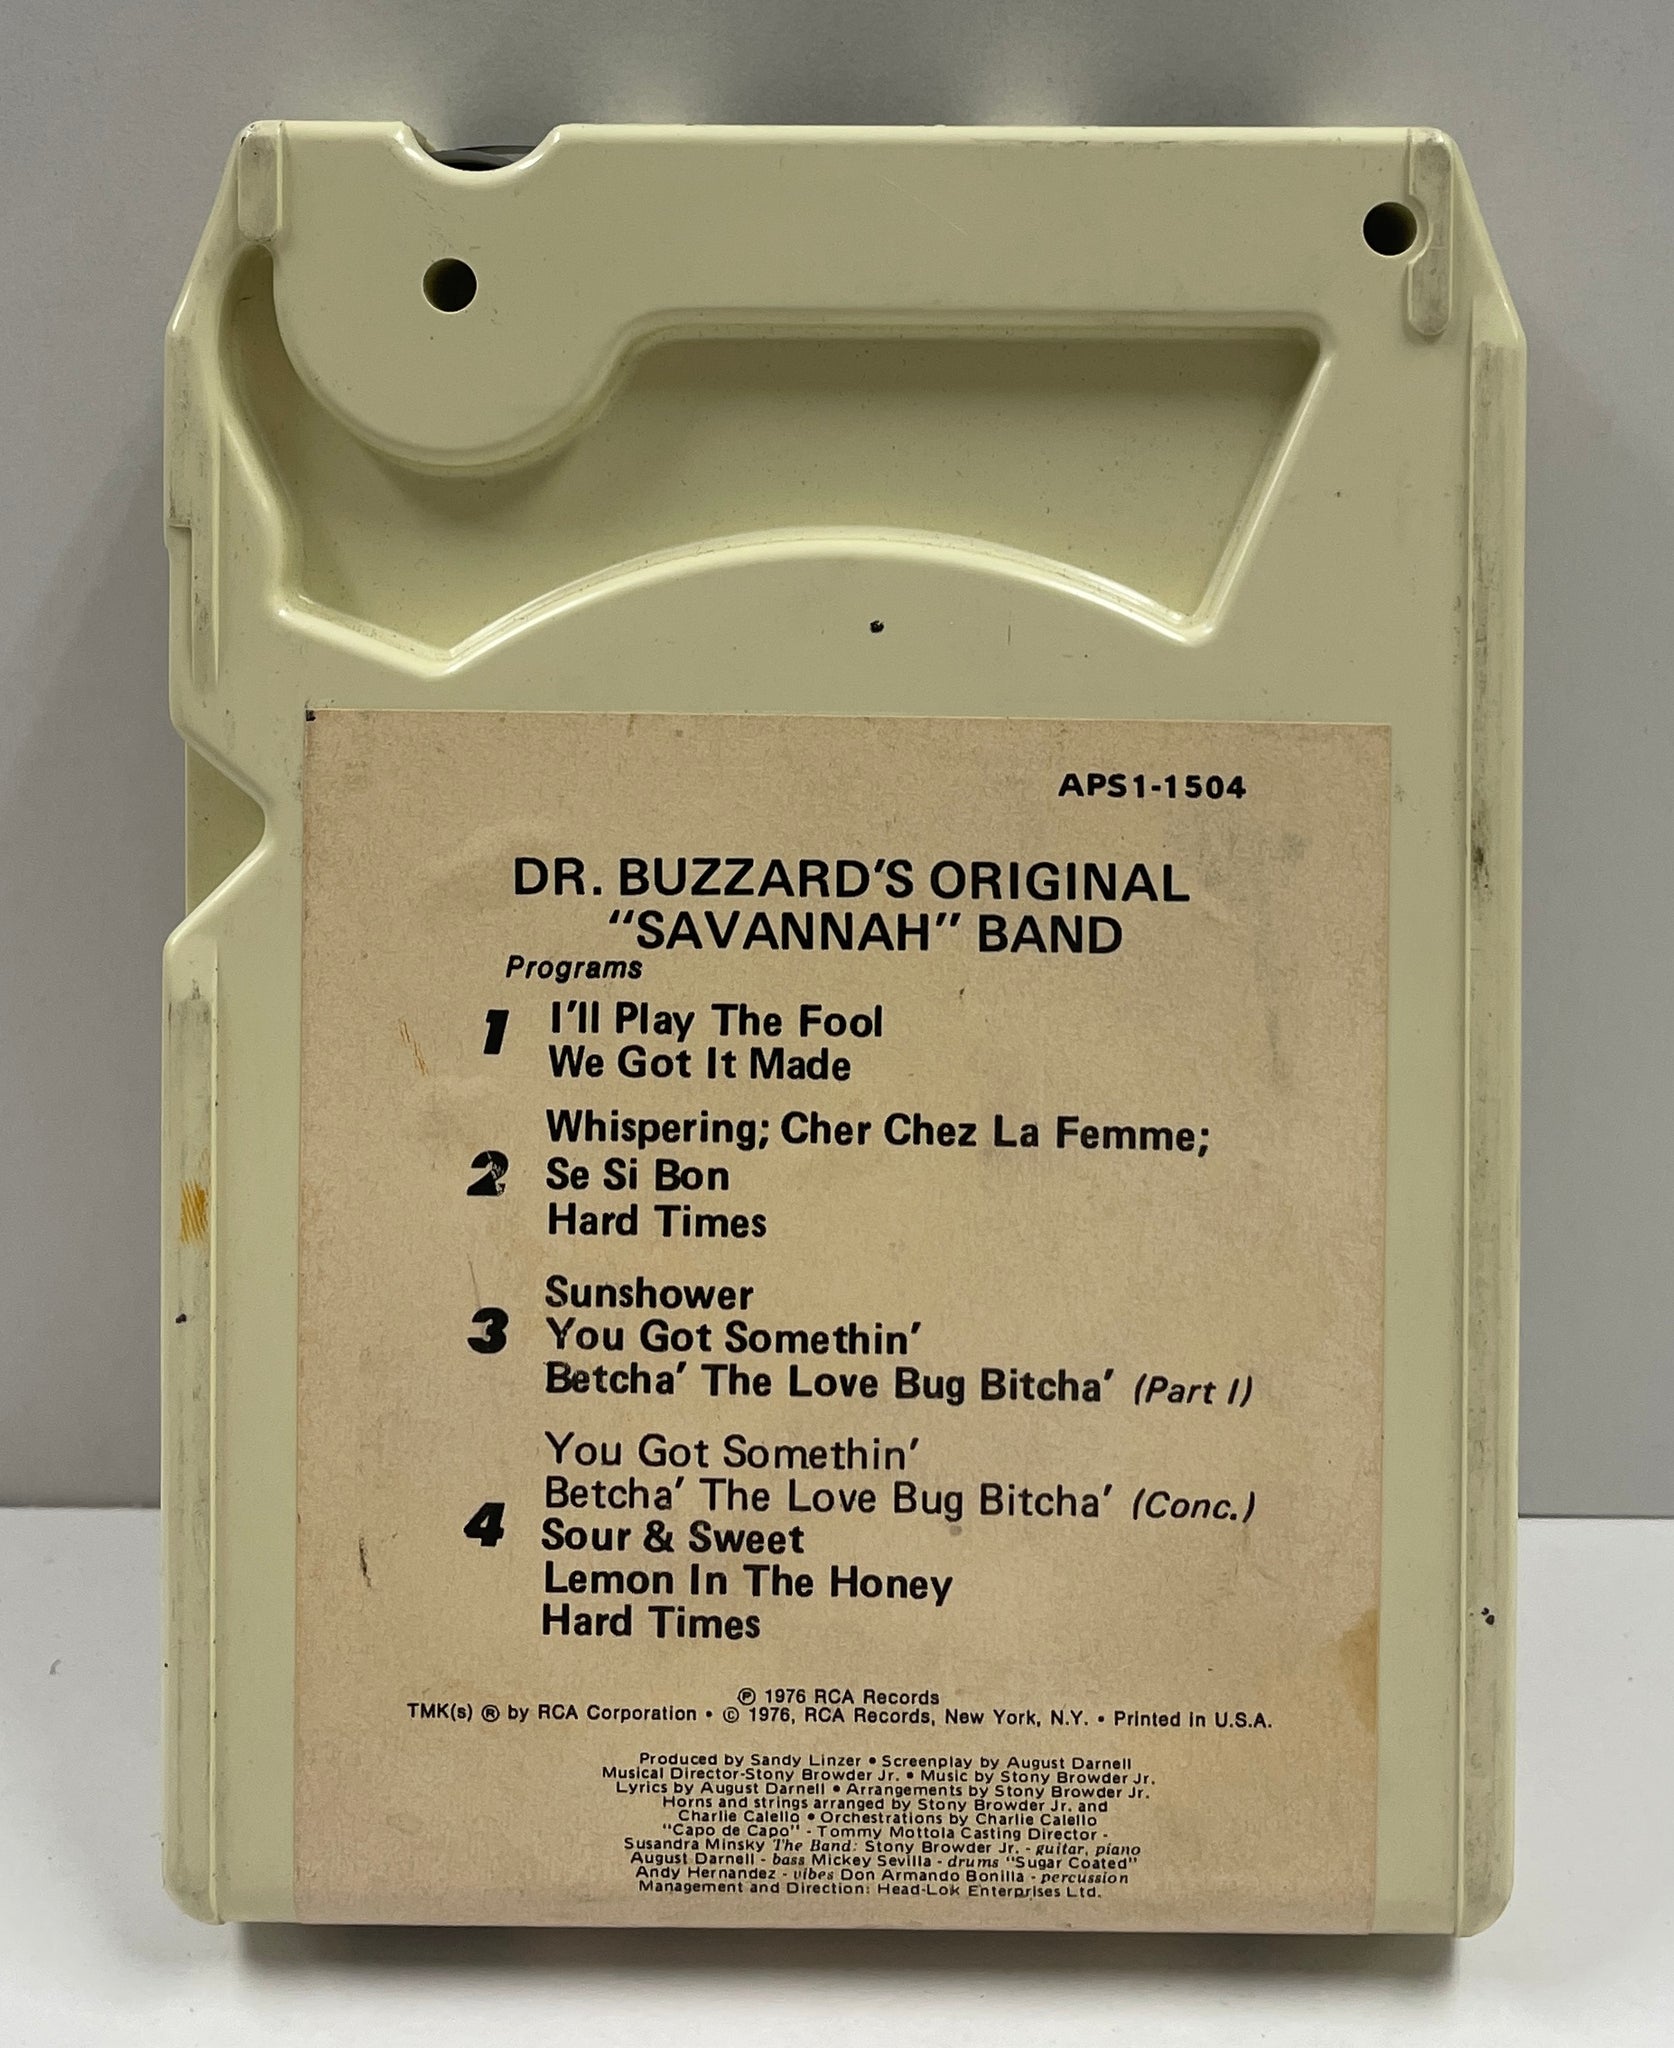 APS1-1504
DR. BUZZARD'S ORIGINAL
"SAVANNAH" BAND
Programs
1 I'll Play The Fool
We Got It Made
Whispering; Cher Chez La Femme;
2 Se Si Bon
Hard Times
Sunshower
3 You Got Somethin'
Betcha' The Love Bug Bitcha' (Part I)
You Got Somethin'
Betcha' The Love Bug Bitcha' (Conc.)
4 Sour & Sweet
Lemon In The Honey
Hard Times
Ⓟ 1976 RCA Records
TMK(s) ® by RCA Corporation • © 1976, RCA Records, New York, N.Y. • Printed in U.S.A.
Produced by Sandy Linzer • Screenplay by August Darnell
Musical Director-Stony Browder Jr. • Music by Stony Browder Jr.
Lyrics by August Darnell • Arrangements by Stony Browder Jr.
Horns and strings arranged by Stony Browder Jr. and
Charlie Calello • Orchestrations by Charlie Calello
"Capo de Capo" - Tommy Mottola Casting Director -
Susandra Minsky The Band: Stony Browder Jr. - guitar, piano
August Darnell - bass Mickey Sevilla - drums "Sugar Coated"
Andy Hernandez - vibes Don Armando Bonilla - percussion
Management and Direction: Head-Lok Enterprises Ltd.